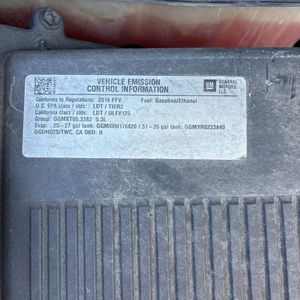 VEHICLE EMISSION
CONTROL INFORMATION
GM
GENERAL
MOTORS
LLC
Conforms to Regulations: 2016 FFV Fuel: Gasoline/Ethanol
U.S. EPA class / stds: LDT / TIER2
California class / stds: LDT / ULEV125
Group: GGMXT05.3382 5.3L
Evap: 25-27 gal tank: GGMXR0176820 / 31-35 gal tank: GGMXR0223840
DGI/HO2S/TWC, CA OBD: II